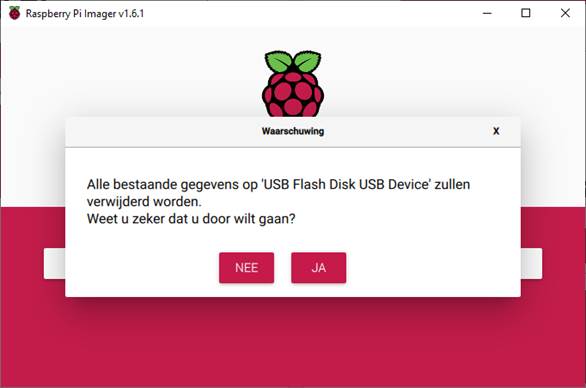 Raspberry Pi Imager v1.6.1
Waarschuwing
X
Alle bestaande gegevens op 'USB Flash Disk USB Device' zullen
verwijderd worden.
Weet u zeker dat u door wilt gaan?
NEE
JA